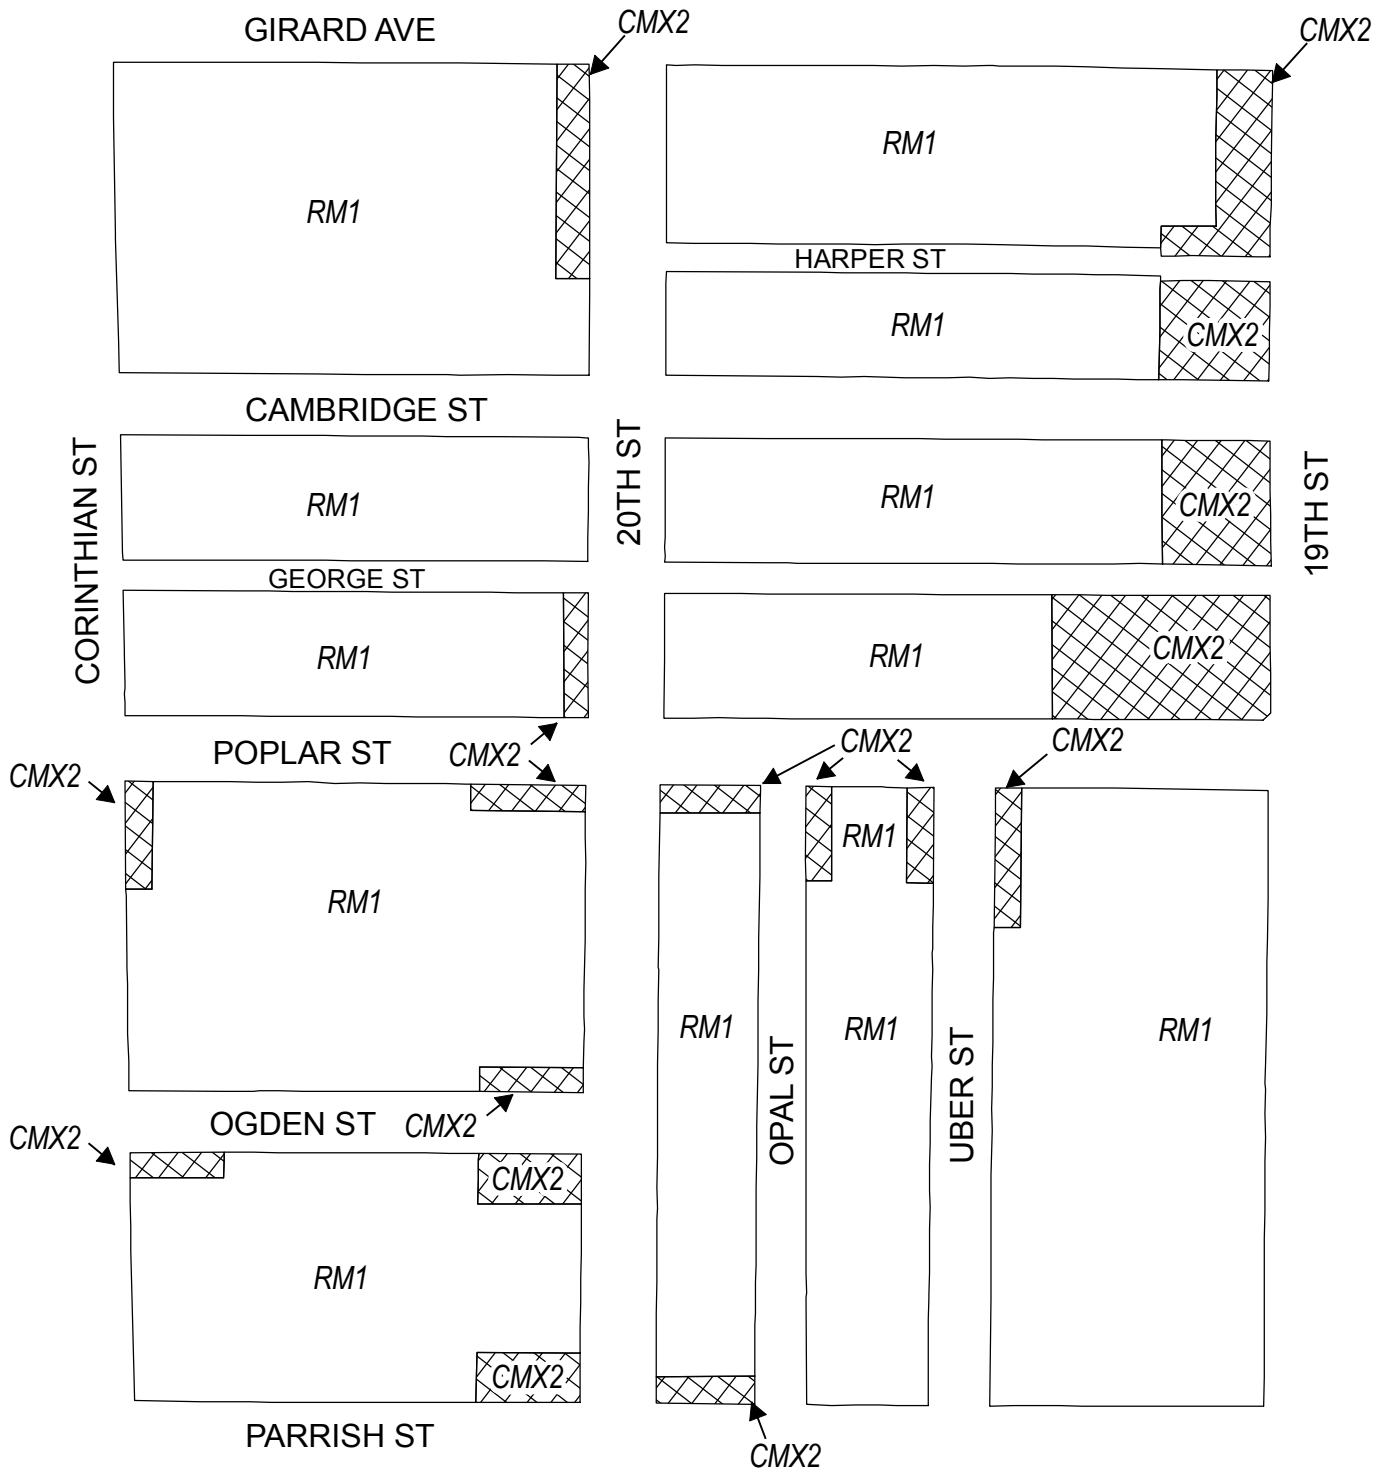 GIRARD AVE
CMX2
CMX2
RM1
RM1
HARPER ST
RM1
CMX2
CAMBRIDGE ST
CORINTHIAN ST
20TH ST
19TH ST
RM1
RM1
CMX2
GEORGE ST
RM1
RM1
CMX2
POPLAR ST
CMX2
CMX2
CMX2
CMX2
RM1
RM1
RM1
RM1
RM1
OPAL ST
UBER ST
CMX2
OGDEN ST
CMX2
CMX2
RM1
CMX2
PARRISH ST
CMX2